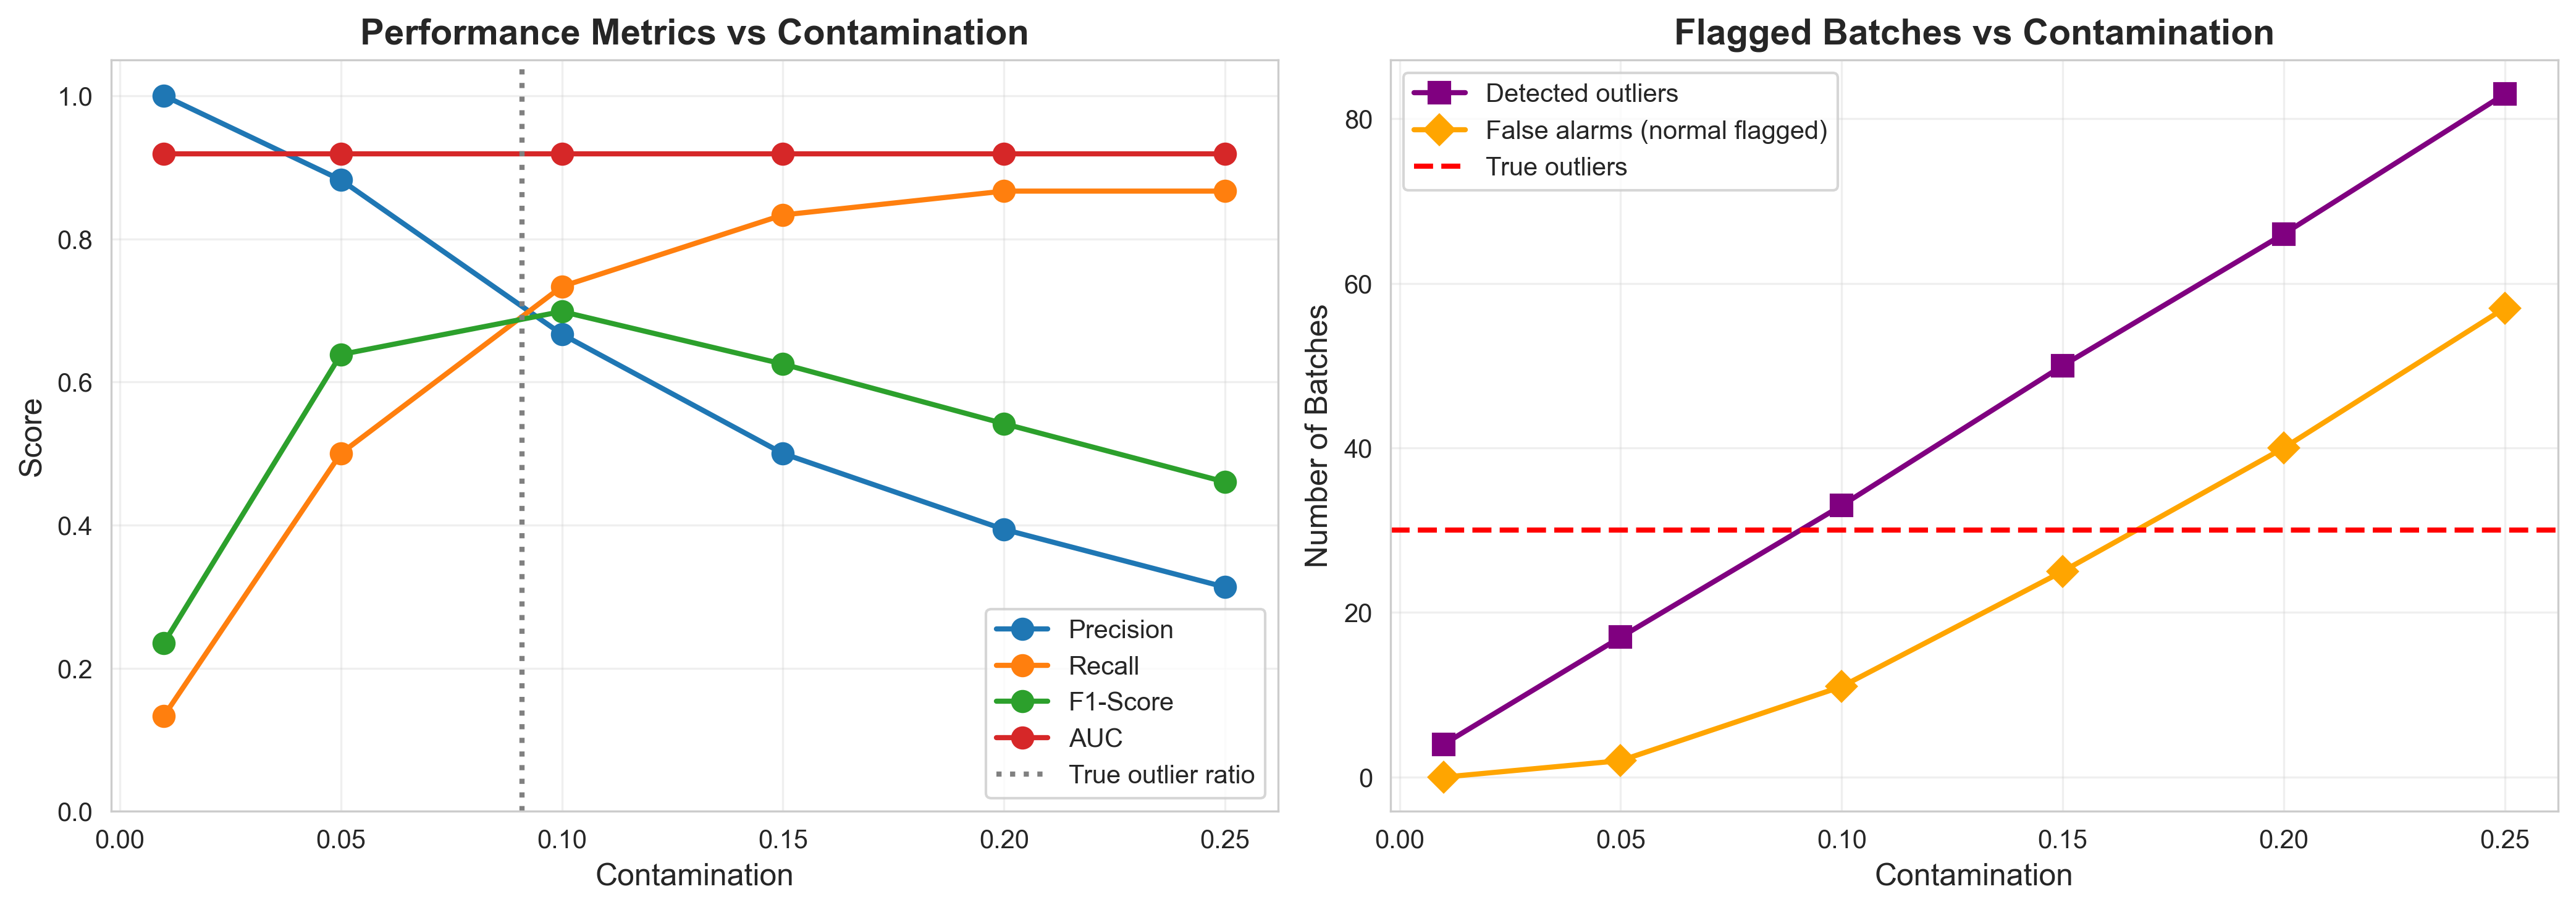 Performance Metrics vs Contamination
1.0
0.8
0.6
0.4
0.2
0.0
Score
0.00 0.05 0.10 0.15 0.20 0.25
Contamination
Precision
Recall
F1-Score
AUC
True outlier ratio
Flagged Batches vs Contamination
Detected outliers
False alarms (normal flagged)
True outliers
80
60
40
20
0
Number of Batches
0.00 0.05 0.10 0.15 0.20 0.25
Contamination